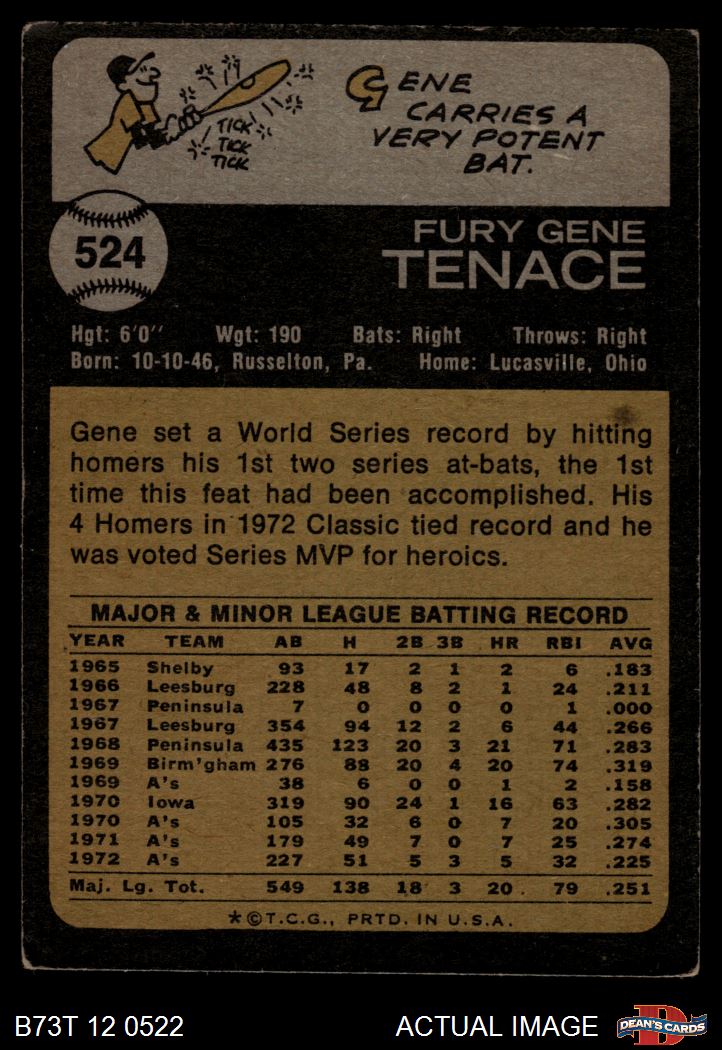 GENE
CARRIES A
VERY POTENT
BAT.
TICK
TICK
TICK
524
FURY GENE
TENACE
Hgt: 6'0'' Wgt: 190 Bats: Right Throws: Right
Born: 10-10-46, Russelton, Pa. Home: Lucasville, Ohio
Gene set a World Series record by hitting
homers his 1st two series at-bats, the 1st
time this feat had been accomplished. His
4 Homers in 1972 Classic tied record and he
was voted Series MVP for heroics.
MAJOR & MINOR LEAGUE BATTING RECORD
YEAR TEAM AB H 2B 3B HR RBI AVG
1965 Shelby 93 17 2 1 2 6 .183
1966 Leesburg 228 48 8 2 1 24 .211
1967 Peninsula 7 0 0 0 0 1 .000
1967 Leesburg 354 94 12 2 6 44 .266
1968 Peninsula 435 123 20 3 21 71 .283
1969 Birm'gham 276 88 20 4 20 74 .319
1969 A's 38 6 0 0 1 2 .158
1970 Iowa 319 90 24 1 16 63 .282
1970 A's 105 32 6 0 7 20 .305
1971 A's 179 49 7 0 7 25 .274
1972 A's 227 51 5 3 5 32 .225
Maj. Lg. Tot. 549 138 18 3 20 79 .251
*©T.C.G., PRTD. IN U.S.A.
B73T 12 0522 ACTUAL IMAGE D DEAN'S CARDS